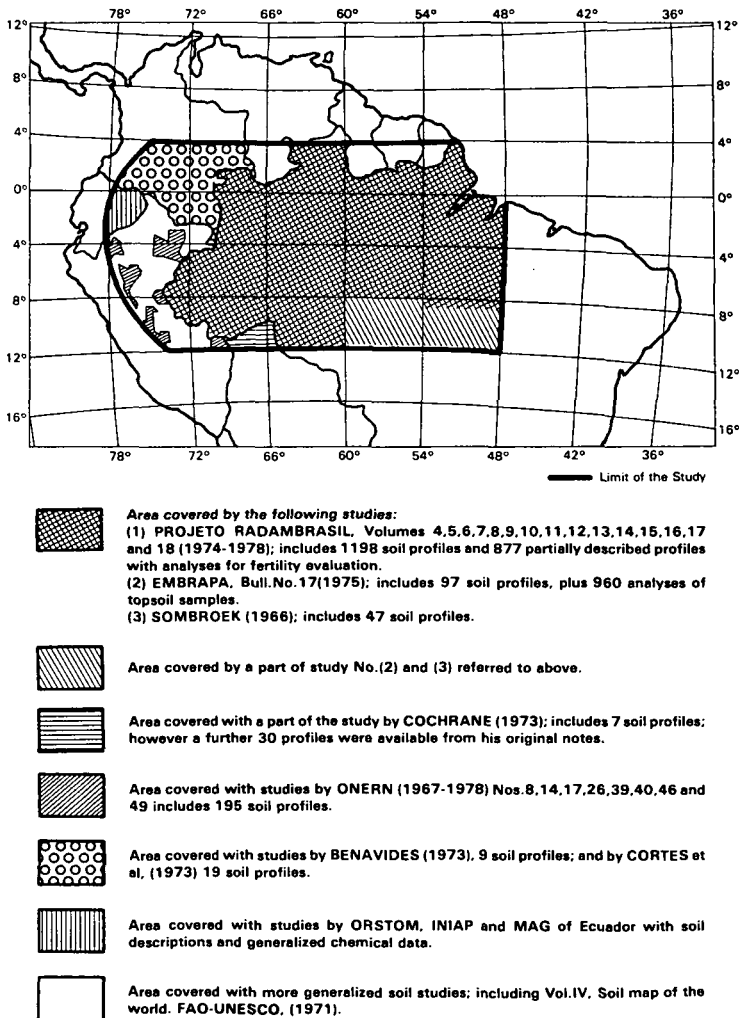 78° 72° 66° 60° 54° 48° 42° 36°
12° 12°
8° 8°
4° 4°
0° 0°
4° 4°
8° 8°
12° 12°
16° 16°
78° 72° 66° 60° 54° 48° 42° 36°
Limit of the Study
Area covered by the following studies:
(1) PROJETO RADAMBRASIL, Volumes 4,5,6,7,8,9,10,11,12,13,14,15,16,17
and 18 (1974-1978); includes 1198 soil profiles and 877 partially described profiles
with analyses for fertility evaluation.
(2) EMBRAPA, Bull.No.17(1975); includes 97 soil profiles, plus 960 analyses of
topsoil samples.
(3) SOMBROEK (1966); includes 47 soil profiles.
Area covered by a part of study No.(2) and (3) referred to above.
Area covered with a part of the study by COCHRANE (1973); includes 7 soil profiles;
however a further 30 profiles were available from his original notes.
Area covered with studies by ONERN (1967-1978) Nos.8,14,17,26,39,40,46 and
49 includes 195 soil profiles.
Area covered with studies by BENAVIDES (1973), 9 soil profiles; and by CORTES et
al, (1973) 19 soil profiles.
Area covered with studies by ORSTOM, INIAP and MAG of Ecuador with soil
descriptions and generalized chemical data.
Area covered with more generalized soil studies; including Vol.IV, Soil map of the
world. FAO-UNESCO, (1971).